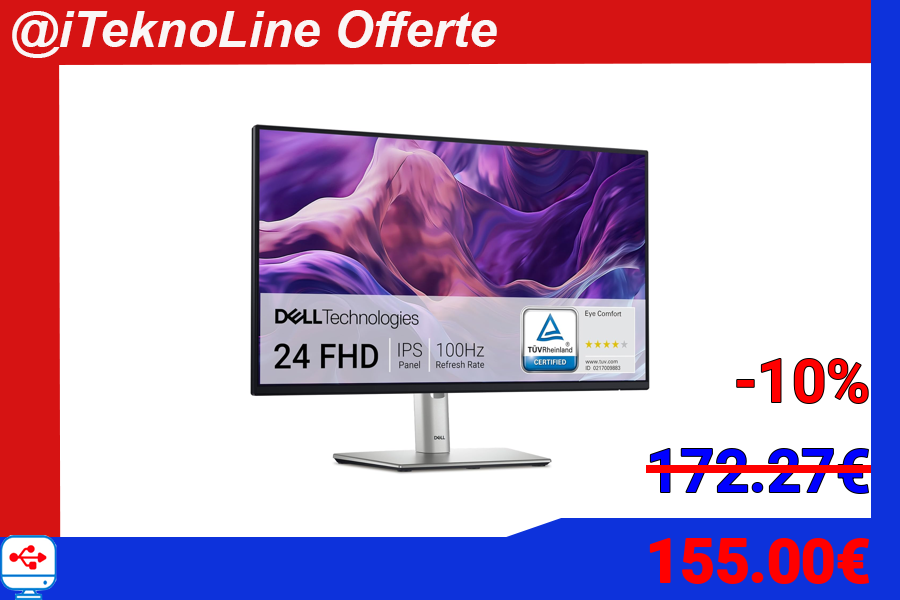 @iTeknoLine Offerte
DELL Technologies
24 FHD
IPS
Panel
100Hz
Refresh Rate
TÜVRheinland®
CERTIFIED
Eye Comfort
www.tuv.com
ID 0217009883
DELL
-10%
172.27€
155.00€